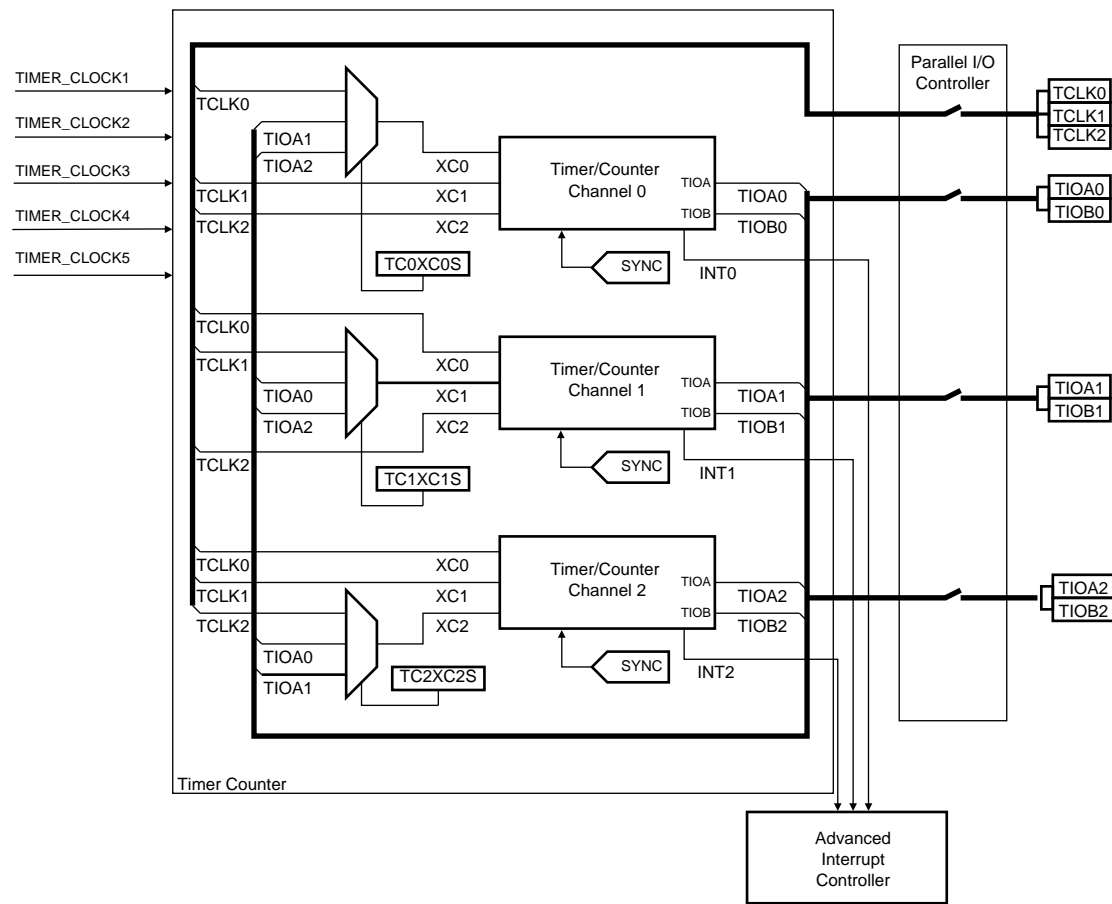 TIMER_CLOCK1
TIMER_CLOCK2
TIMER_CLOCK3
TIMER_CLOCK4
TIMER_CLOCK5
TCLK0
TIOA1
TIOA2
TCLK1
TCLK2
XC0
XC1
XC2
Timer/Counter
Channel 0
TIOA
TIOB
TIOA0
TIOB0
TC0XC0S
SYNC
INT0
TCLK0
TCLK1
TIOA0
TIOA2
TCLK2
XC0
XC1
XC2
Timer/Counter
Channel 1
TIOA
TIOB
TIOA1
TIOB1
TC1XC1S
SYNC
INT1
TCLK0
TCLK1
TCLK2
TIOA0
TIOA1
XC0
XC1
XC2
Timer/Counter
Channel 2
TIOA
TIOB
TIOA2
TIOB2
TC2XC2S
SYNC
INT2
Timer Counter
Parallel I/O
Controller
TCLK0
TCLK1
TCLK2
TIOA0
TIOB0
TIOA1
TIOB1
TIOA2
TIOB2
Advanced
Interrupt
Controller